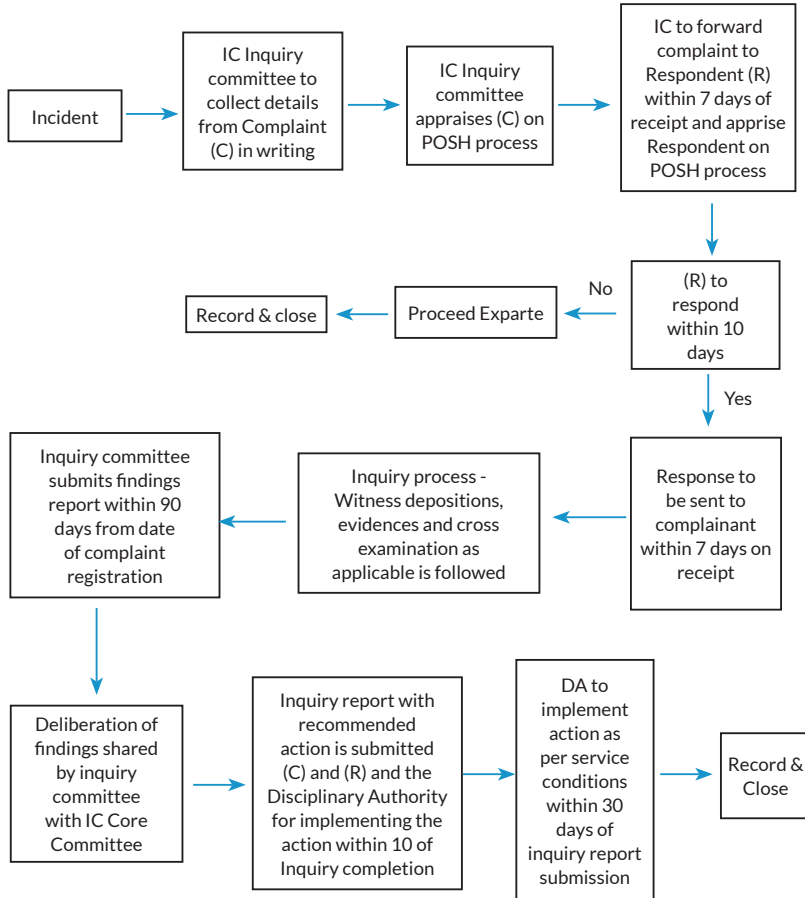 Incident
IC Inquiry
committee to
collect details
from Complaint
(C) in writing
IC Inquiry
committee
appraises (C) on
POSH process
IC to forward
complaint to
Respondent (R)
within 7 days of
receipt and apprise
Respondent on
POSH process
(R) to
respond
within 10
days
No
Proceed Exparte
Record & close
Yes
Response to
be sent to
complainant
within 7 days on
receipt
Inquiry process -
Witness depositions,
evidences and cross
examination as
applicable is followed
Inquiry committee
submits findings
report within 90
days from date
of complaint
registration
Deliberation of
findings shared
by inquiry
committee
with IC Core
Committee
Inquiry report with
recommended
action is submitted
(C) and (R) and the
Disciplinary Authority
for implementing the
action within 10 of
Inquiry completion
DA to
implement
action as
per service
conditions
within 30
days of
inquiry report
submission
Record &
Close